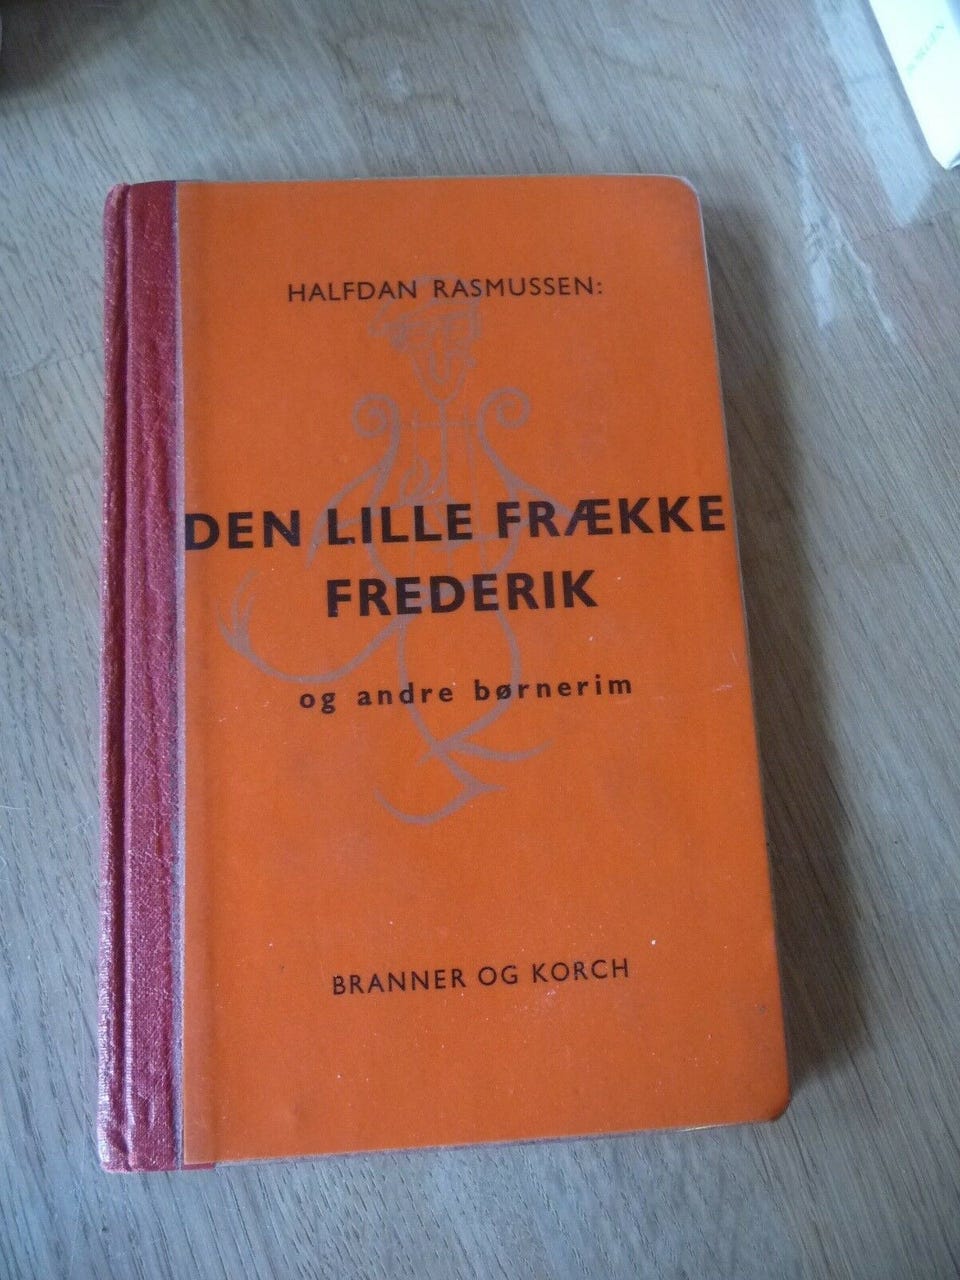 HALFDAN RASMUSSEN:
DEN LILLE FRÆKKE
FREDERIK
og andre børnerim
BRANNER OG KORCH